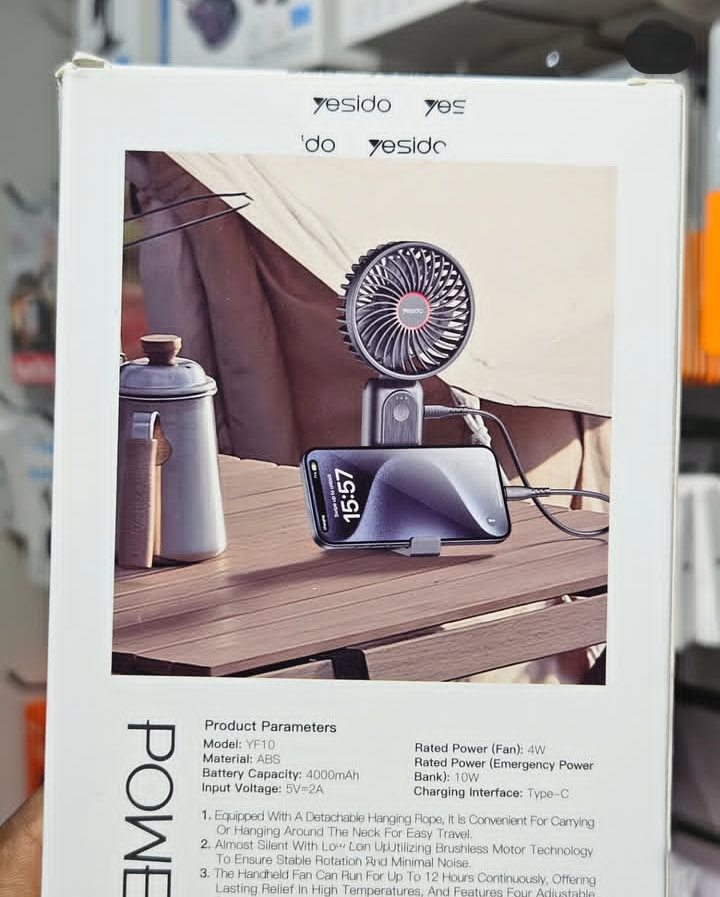 yesido yes
do yesido
yesido
15:57
POWE
Product Parameters
Model: YF10
Material: ABS
Battery Capacity: 4000mAh
Input Voltage: 5V=2A
Rated Power (Fan): 4W
Rated Power (Emergency Power
Bank): 10W
Charging Interface: Type-C
1. Equipped With A Detachable Hanging Rope, It Is Convenient For Carrying
Or Hanging Around The Neck For Easy Travel.
2. Almost Silent With Utilizing Brushless Motor Technology
To Ensure Stable Rotation And Minimal Noise.
3. The Handheld Fan Can Run For Up To 12 Hours Continuously, Offering
Lasting Relief In High Temperatures, And Features Four Adjustable